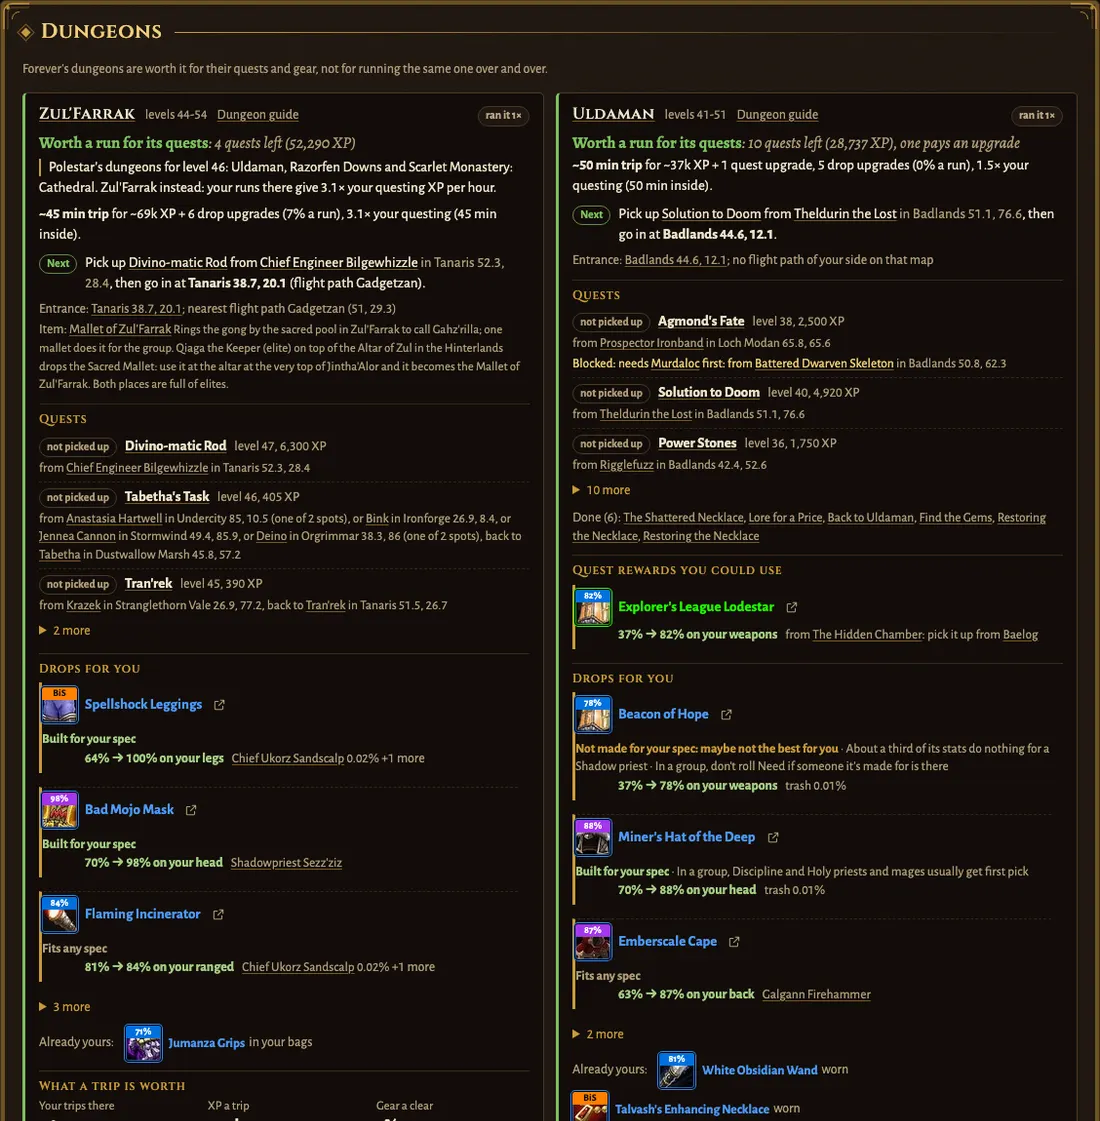 Dungeons
Forever's dungeons are worth it for their quests and gear, not for running the same one over and over.
Zul'Farrak levels 44-54 Dungeon guide ran it 1×
Worth a run for its quests: 4 quests left (52,290 XP)
Polestar's dungeons for level 46: Uldaman, Razorfen Downs and Scarlet Monastery:
Cathedral. Zul'Farrak instead: your runs there give 3.1× your questing XP per hour.
~45 min trip for ~69k XP + 6 drop upgrades (7% a run), 3.1× your questing (45 min
inside).
Next Pick up Divino-matic Rod from Chief Engineer Bilgewhizzle in Tanaris 52.3,
28.4, then go in at Tanaris 38.7, 20.1 (flight path Gadgetzan).
Entrance: Tanaris 38.7, 20.1; nearest flight path Gadgetzan (51, 29.3)
Item: Mallet of Zul'Farrak Rings the gong by the sacred pool in Zul'Farrak to call Gahz'rilla; one
mallet does it for the group. Qiaga the Keeper (elite) on top of the Altar of Zul in the Hinterlands
drops the Sacred Mallet: use it at the altar at the very top of Jintha'Alor and it becomes the Mallet of
Zul'Farrak. Both places are full of elites.
Quests
not picked up Divino-matic Rod level 47, 6,300 XP
from Chief Engineer Bilgewhizzle in Tanaris 52.3, 28.4
not picked up Tabetha's Task level 46, 405 XP
from Anastasia Hartwell in Undercity 85, 10.5 (one of 2 spots), or Bink in Ironforge 26.9, 8.4, or
Jennea Cannon in Stormwind 49.4, 85.9, or Deino in Orgrimmar 38.3, 86 (one of 2 spots), back to
Tabetha in Dustwallow Marsh 45.8, 57.2
not picked up Tran'rek level 45, 390 XP
from Krazek in Stranglethorn Vale 26.9, 77.2, back to Tran'rek in Tanaris 51.5, 26.7
2 more
Drops for you
BiS Spellshock Leggings
Built for your spec
64% → 100% on your legs Chief Ukorz Sandscalp 0.02% +1 more
98% Bad Mojo Mask
Built for your spec
70% → 98% on your head Shadowpriest Sezz'ziz
84% Flaming Incinerator
Fits any spec
81% → 84% on your ranged Chief Ukorz Sandscalp 0.02% +1 more
3 more
Already yours: 71% Jumanza Grips in your bags
What a trip is worth
Your trips there XP a trip Gear a clear
Uldaman levels 41-51 Dungeon guide ran it 1×
Worth a run for its quests: 10 quests left (28,737 XP), one pays an upgrade
~50 min trip for ~37k XP + 1 quest upgrade, 5 drop upgrades (0% a run), 1.5× your
questing (50 min inside).
Next Pick up Solution to Doom from Theldurin the Lost in Badlands 51.1, 76.6, then
go in at Badlands 44.6, 12.1.
Entrance: Badlands 44.6, 12.1; no flight path of your side on that map
Quests
not picked up Agmond's Fate level 38, 2,500 XP
from Prospector Ironband in Loch Modan 65.8, 65.6
Blocked: needs Murdaloc first: from Battered Dwarven Skeleton in Badlands 50.8, 62.3
not picked up Solution to Doom level 40, 4,920 XP
from Theldurin the Lost in Badlands 51.1, 76.6
not picked up Power Stones level 36, 1,750 XP
from Rigglefuzz in Badlands 42.4, 52.6
10 more
Done (6): The Shattered Necklace, Lore for a Price, Back to Uldaman, Find the Gems, Restoring
the Necklace, Restoring the Necklace
Quest rewards you could use
82% Explorer's League Lodestar
37% → 82% on your weapons from The Hidden Chamber: pick it up from Baelog
Drops for you
78% Beacon of Hope
Not made for your spec: maybe not the best for you · About a third of its stats do nothing for a
Shadow priest · In a group, don't roll Need if someone it's made for is there
37% → 78% on your weapons trash 0.01%
88% Miner's Hat of the Deep
Built for your spec · In a group, Discipline and Holy priests and mages usually get first pick
70% → 88% on your head trash 0.01%
87% Emberscale Cape
Fits any spec
63% → 87% on your back Galgann Firehammer
2 more
Already yours: 81% White Obsidian Wand worn
BiS Talvash's Enhancing Necklace worn